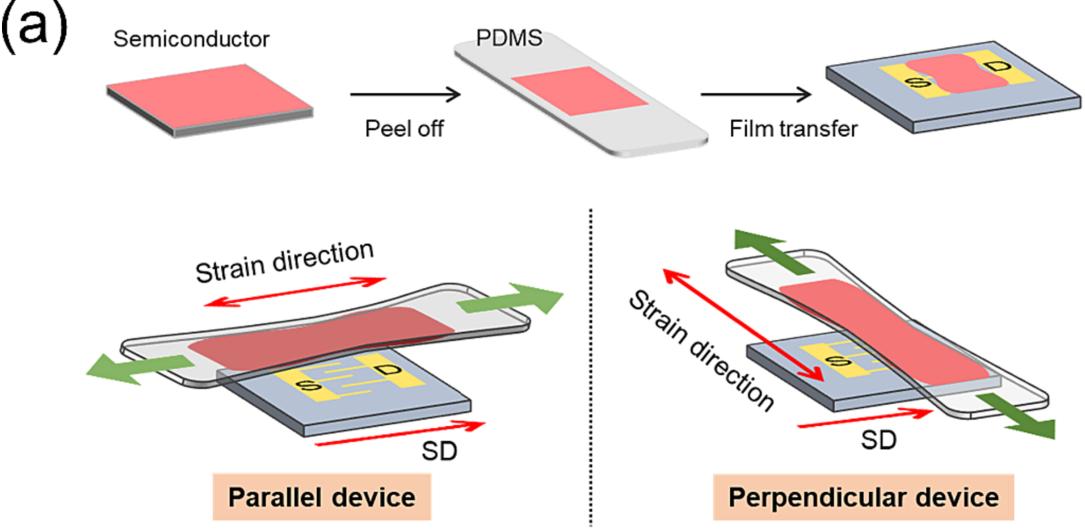 (a)
Semiconductor
PDMS
Peel off
Film transfer
S
D
Strain direction
S
D
SD
Parallel device
Strain direction
S
SD
Perpendicular device